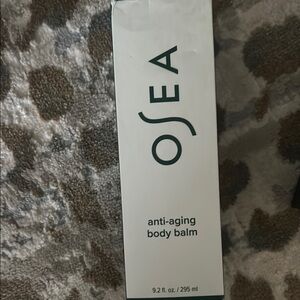 OSEA
anti-aging
body balm
9.2 fl. oz. / 295 ml